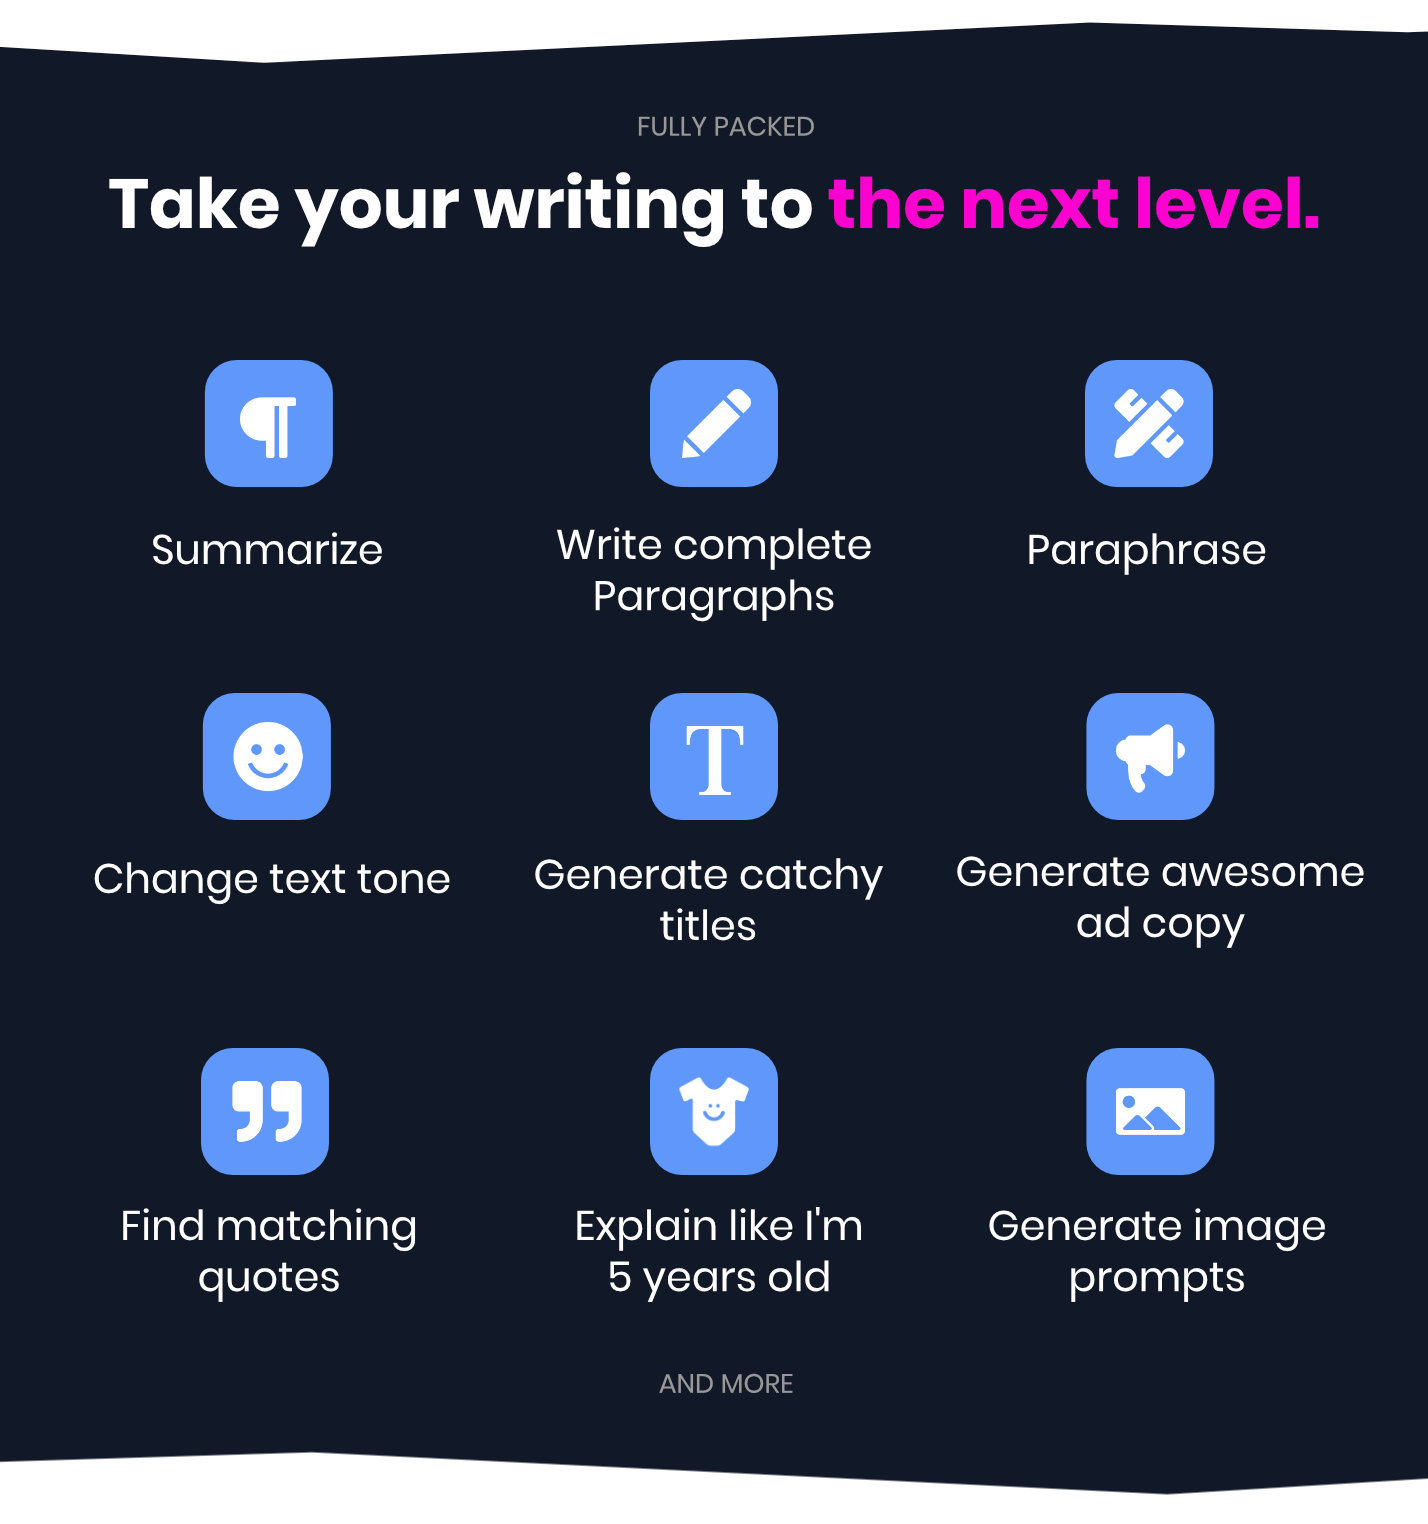 FULLY PACKED
Take your writing to the next level.
Summarize
Write complete
Paragraphs
Paraphrase
Change text tone
Generate catchy
titles
Generate awesome
ad copy
Find matching
quotes
Explain like I'm
5 years old
Generate image
prompts
AND MORE